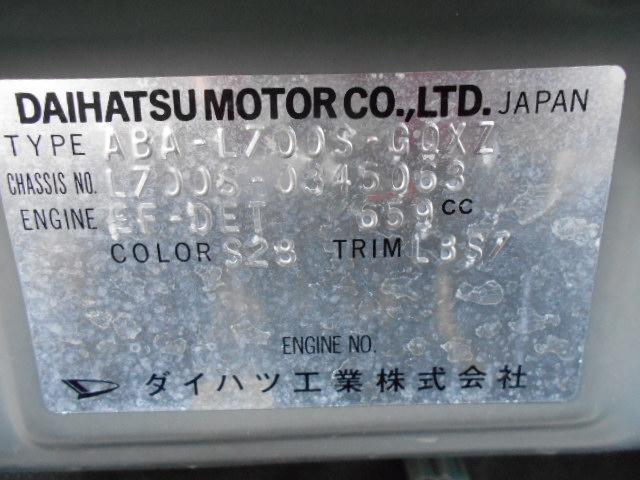 DAIHATSU MOTOR CO., LTD. JAPAN
TYPE ABA-L700S-GQXZ
CHASSIS NO. L700S-0345063
ENGINE EF-DET 659 CC
COLOR S28 TRIM LBS7
ENGINE NO.
ダイハツ工業株式会社